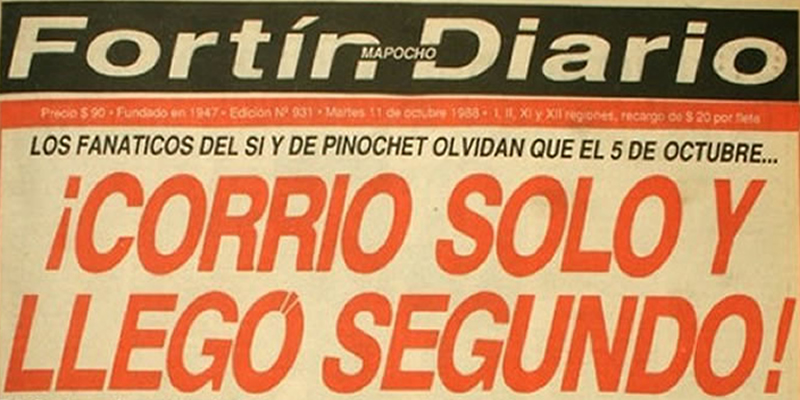 Fortín MAPOCHO Diario
Precio $ 90 • Fundado en 1947 • Edición Nº 931 • Martes 11 de octubre 1988 • I, II, XI y XII regiones, recargo de $ 20 por flete
LOS FANATICOS DEL SI Y DE PINOCHET OLVIDAN QUE EL 5 DE OCTUBRE...
¡CORRIO SOLO Y
LLEGÓ SEGUNDO!